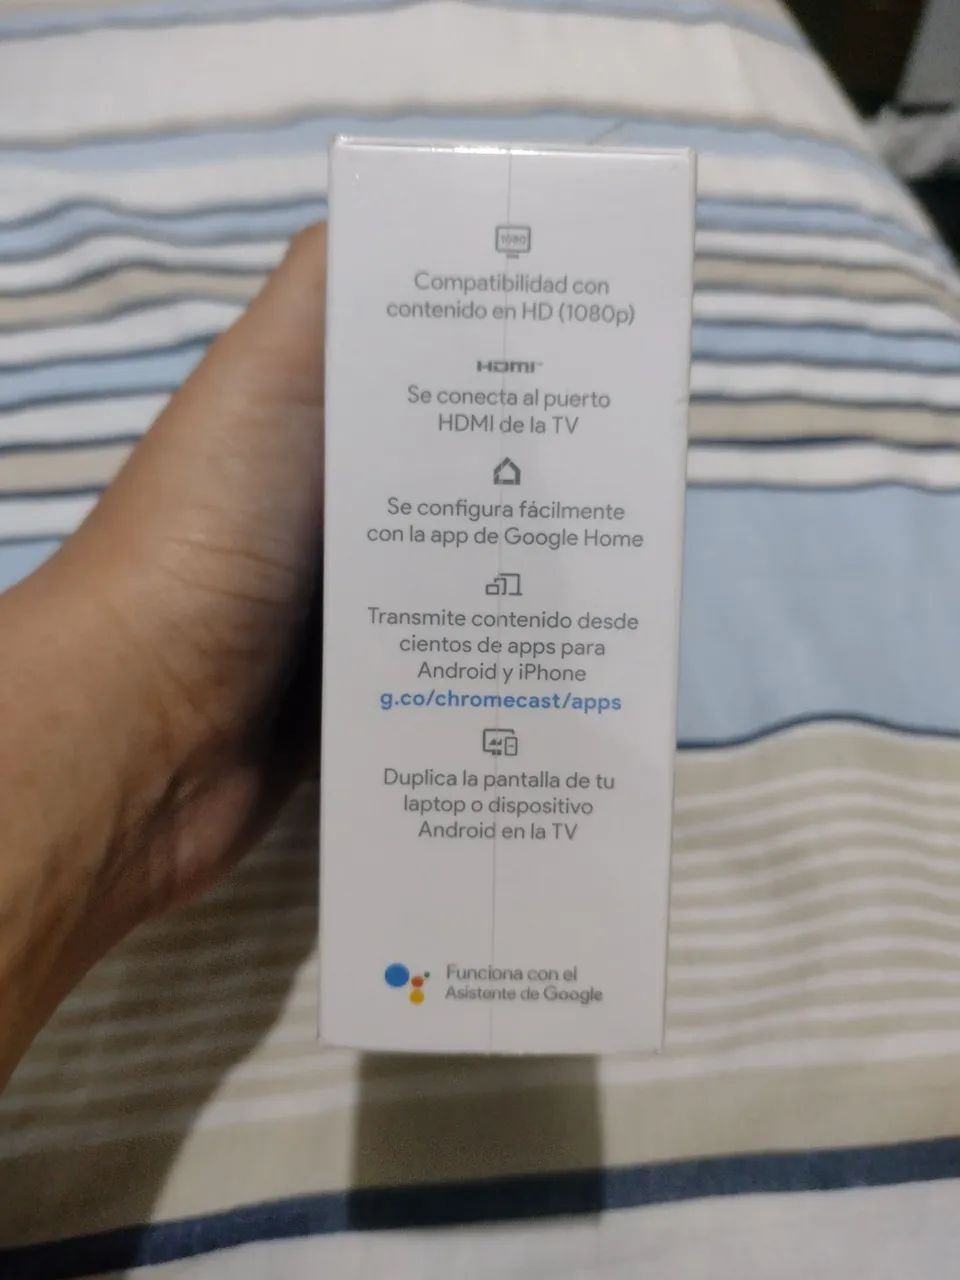 1080
Compatibilidad con
contenido en HD (1080p)
HDMI™
Se conecta al puerto
HDMI de la TV
Se configura fácilmente
con la app de Google Home
Transmite contenido desde
cientos de apps para
Android y iPhone
g.co/chromecast/apps
Duplica la pantalla de tu
laptop o dispositivo
Android en la TV
Funciona con el
Asistente de Google